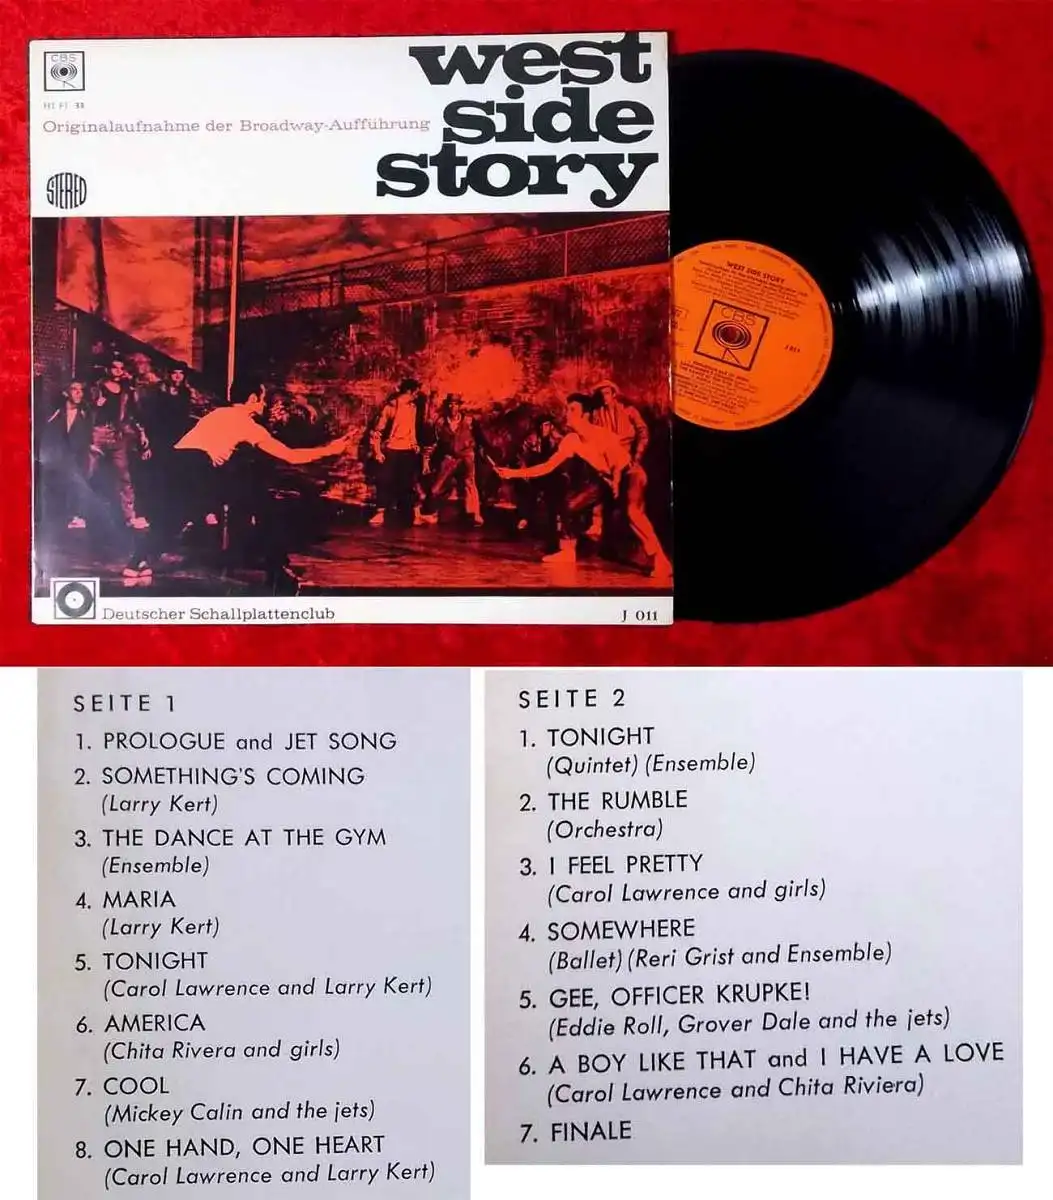 CBS
HI FI 33
Originalaufnahme der Broadway-Aufführung
STEREO
west
side
story
WEST SIDE STORY
CBS
J 011
Deutscher Schallplattenclub
J 011
SEITE 1
1. PROLOGUE and JET SONG
2. SOMETHING'S COMING
(Larry Kert)
3. THE DANCE AT THE GYM
(Ensemble)
4. MARIA
(Larry Kert)
5. TONIGHT
(Carol Lawrence and Larry Kert)
6. AMERICA
(Chita Rivera and girls)
7. COOL
(Mickey Calin and the jets)
8. ONE HAND, ONE HEART
(Carol Lawrence and Larry Kert)
SEITE 2
1. TONIGHT
(Quintet) (Ensemble)
2. THE RUMBLE
(Orchestra)
3. I FEEL PRETTY
(Carol Lawrence and girls)
4. SOMEWHERE
(Ballet) (Reri Grist and Ensemble)
5. GEE, OFFICER KRUPKE!
(Eddie Roll, Grover Dale and the jets)
6. A BOY LIKE THAT and I HAVE A LOVE
(Carol Lawrence and Chita Riviera)
7. FINALE